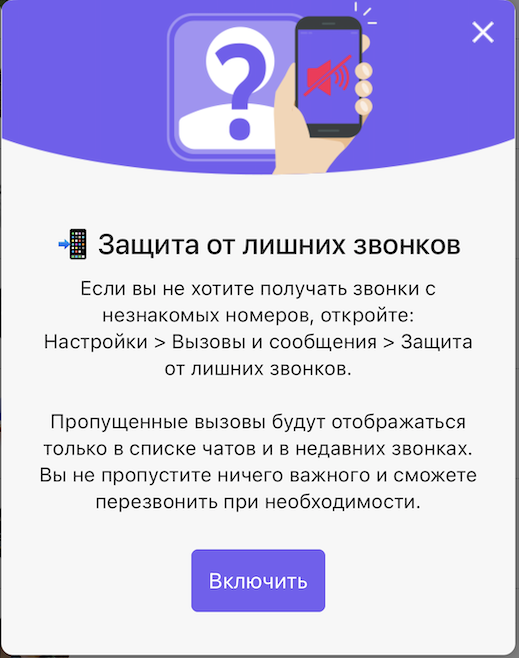 Защита от лишних звонков
Если вы не хотите получать звонки с
незнакомых номеров, откройте:
Настройки > Вызовы и сообщения > Защита
от лишних звонков.
Пропущенные вызовы будут отображаться
только в списке чатов и в недавних звонках.
Вы не пропустите ничего важного и сможете
перезвонить при необходимости.
Включить